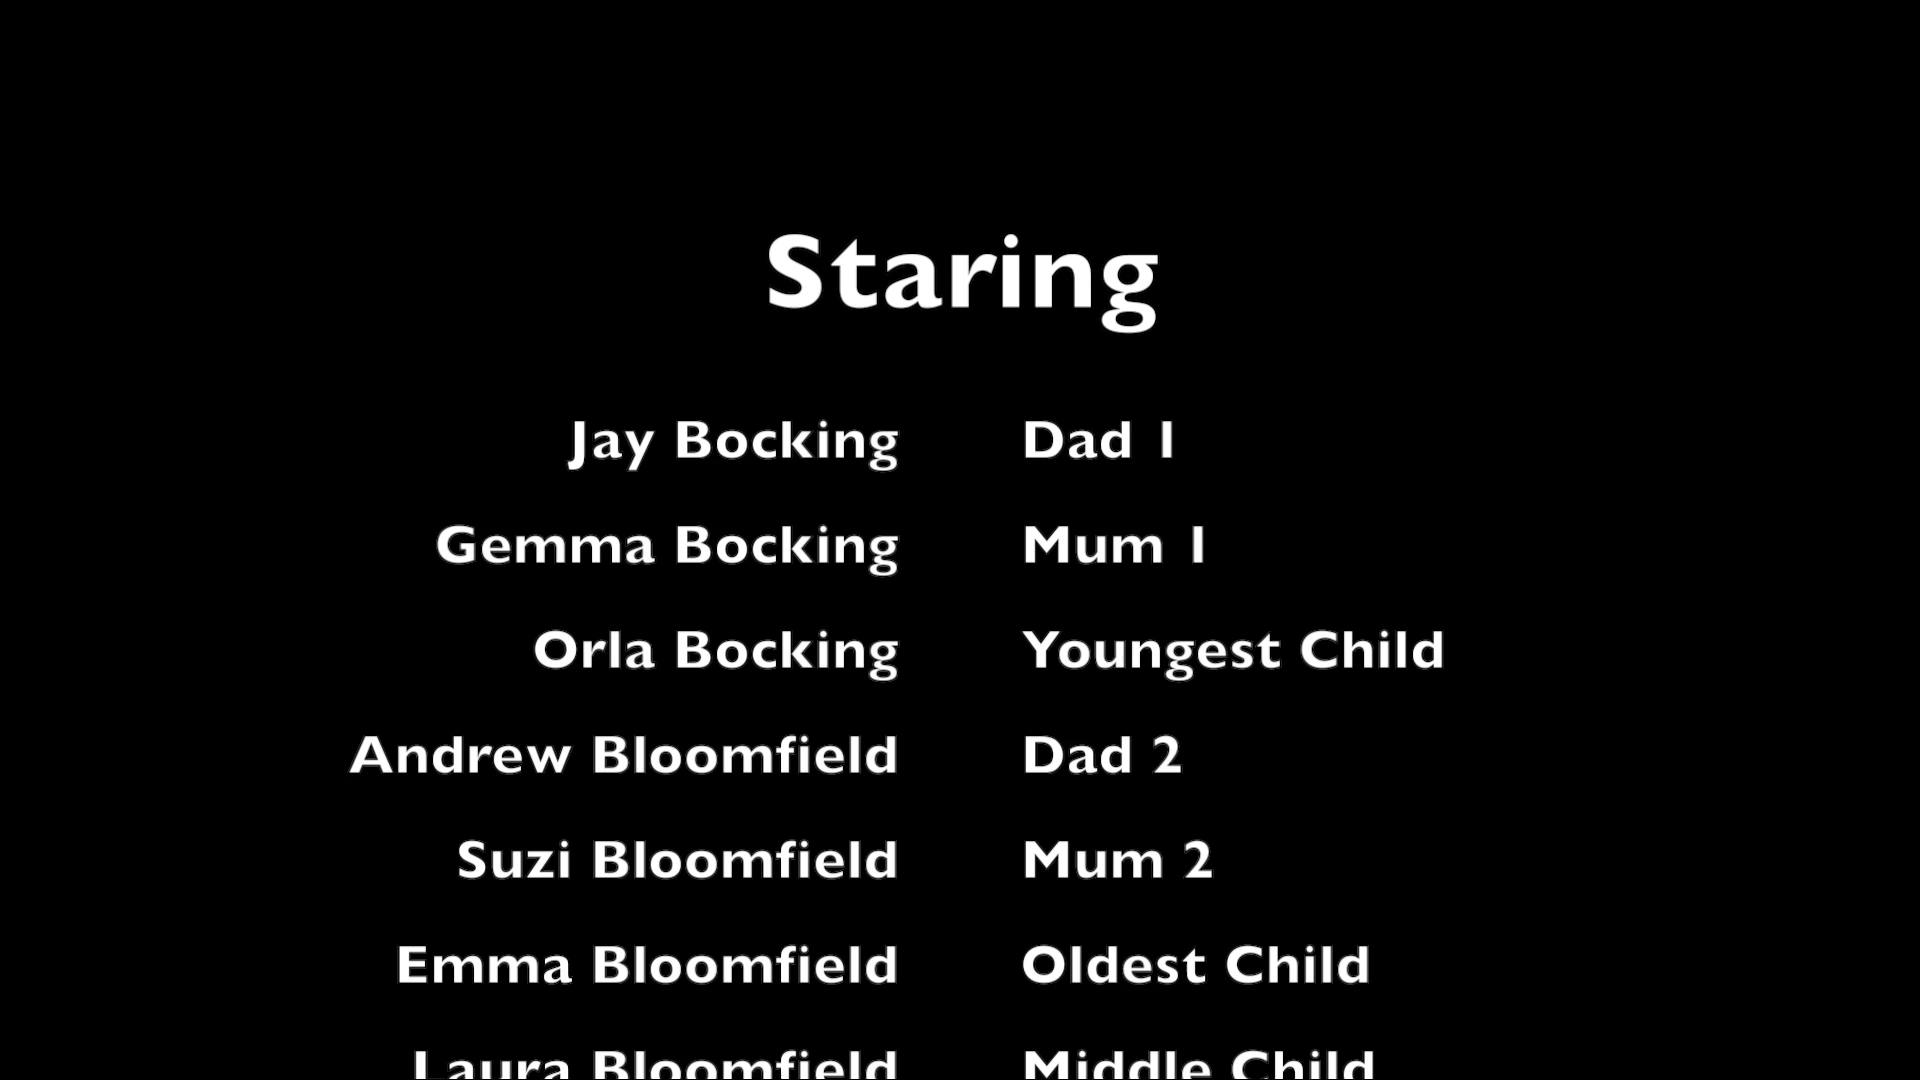 Staring
Jay Bocking Dad 1
Gemma Bocking Mum 1
Orla Bocking Youngest Child
Andrew Bloomfield Dad 2
Suzi Bloomfield Mum 2
Emma Bloomfield Oldest Child
Laura Bloomfield Middle Child